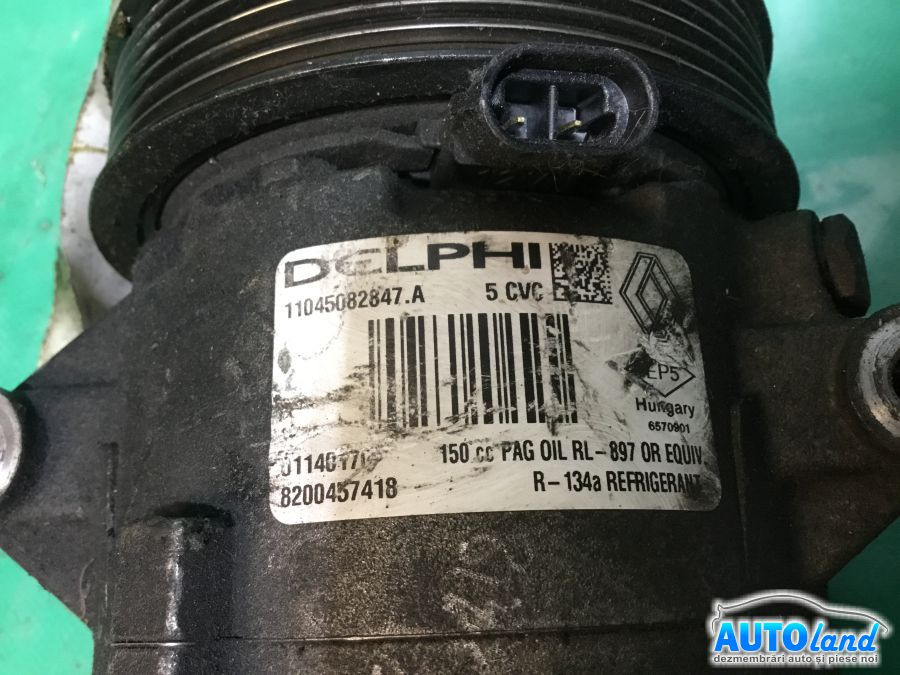 DELPHI
11045082847.A 5 CVC
EP5
Hungary
6570901
150 cc PAG OIL RL-897 OR EQUIV
8200457418 R-134a REFRIGERANT
AUTOland
dezmembrări auto și piese noi